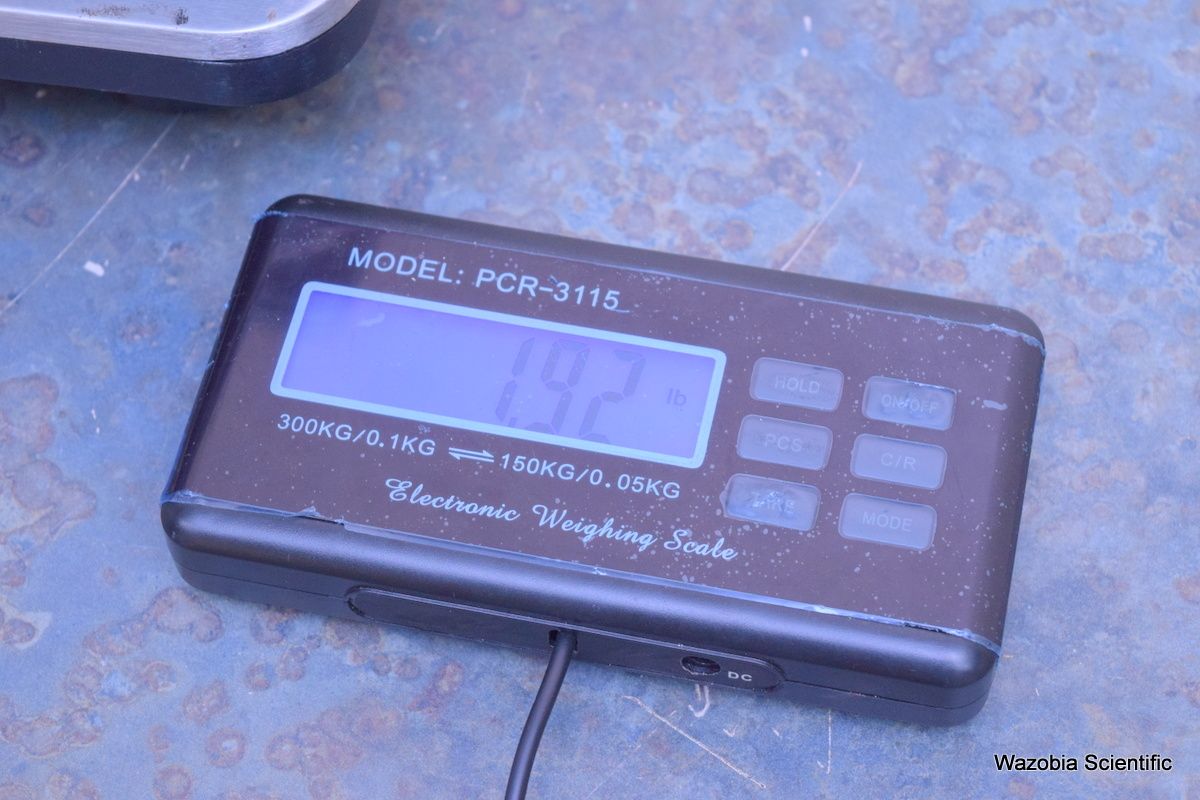 MODEL: PCR-3115
1.92 lb
300KG/0.1KG ⇌ 150KG/0.05KG
Electronic Weighing Scale
HOLD ON/OFF
PCS C/R
TARE MODE
DC
Wazobia Scientific